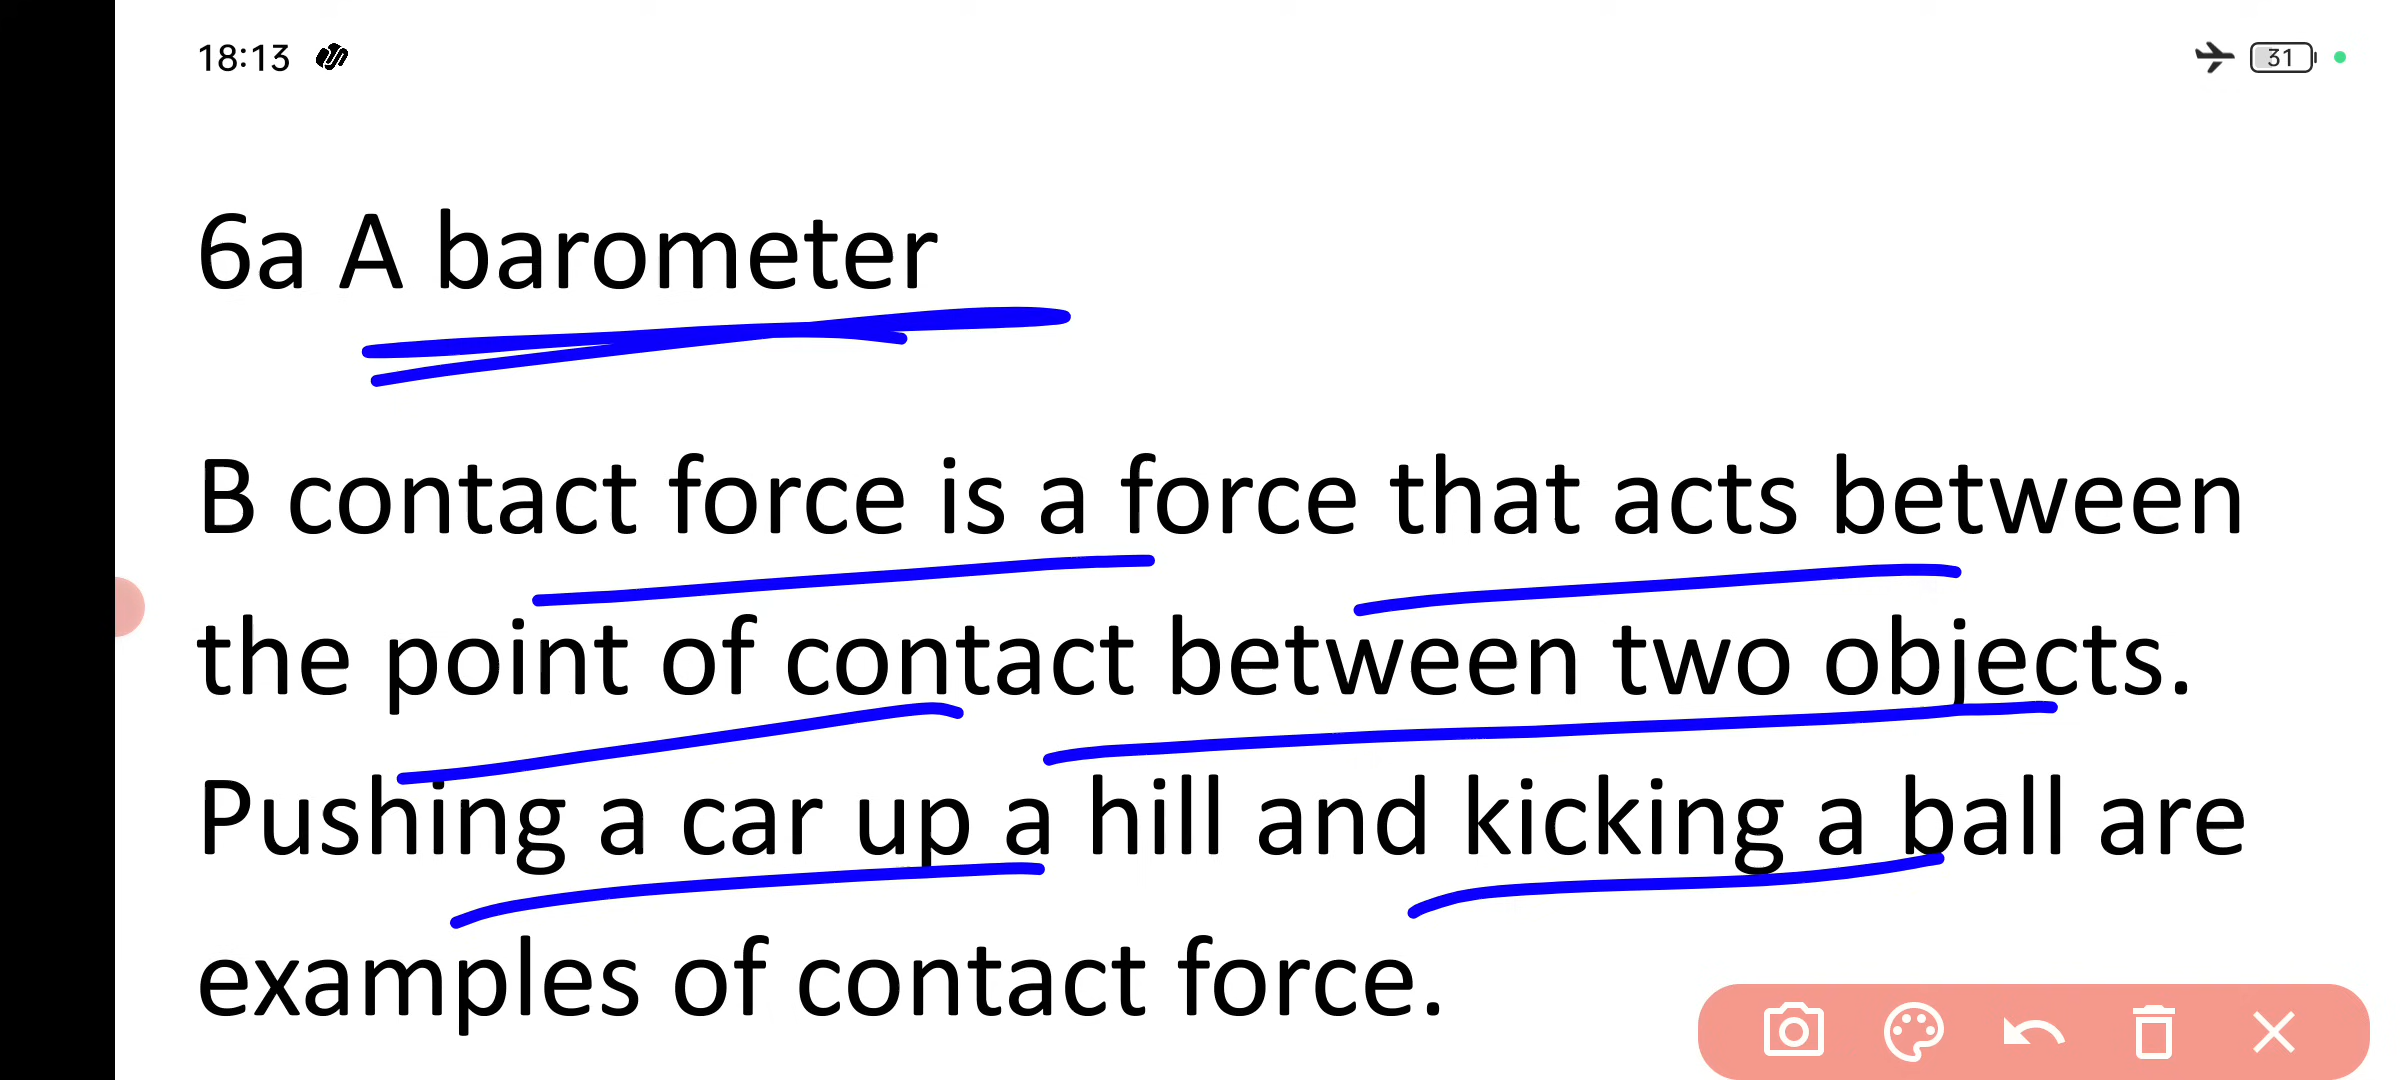 18:13
31
6a A barometer
B contact force is a force that acts between
the point of contact between two objects.
Pushing a car up a hill and kicking a ball are
examples of contact force.